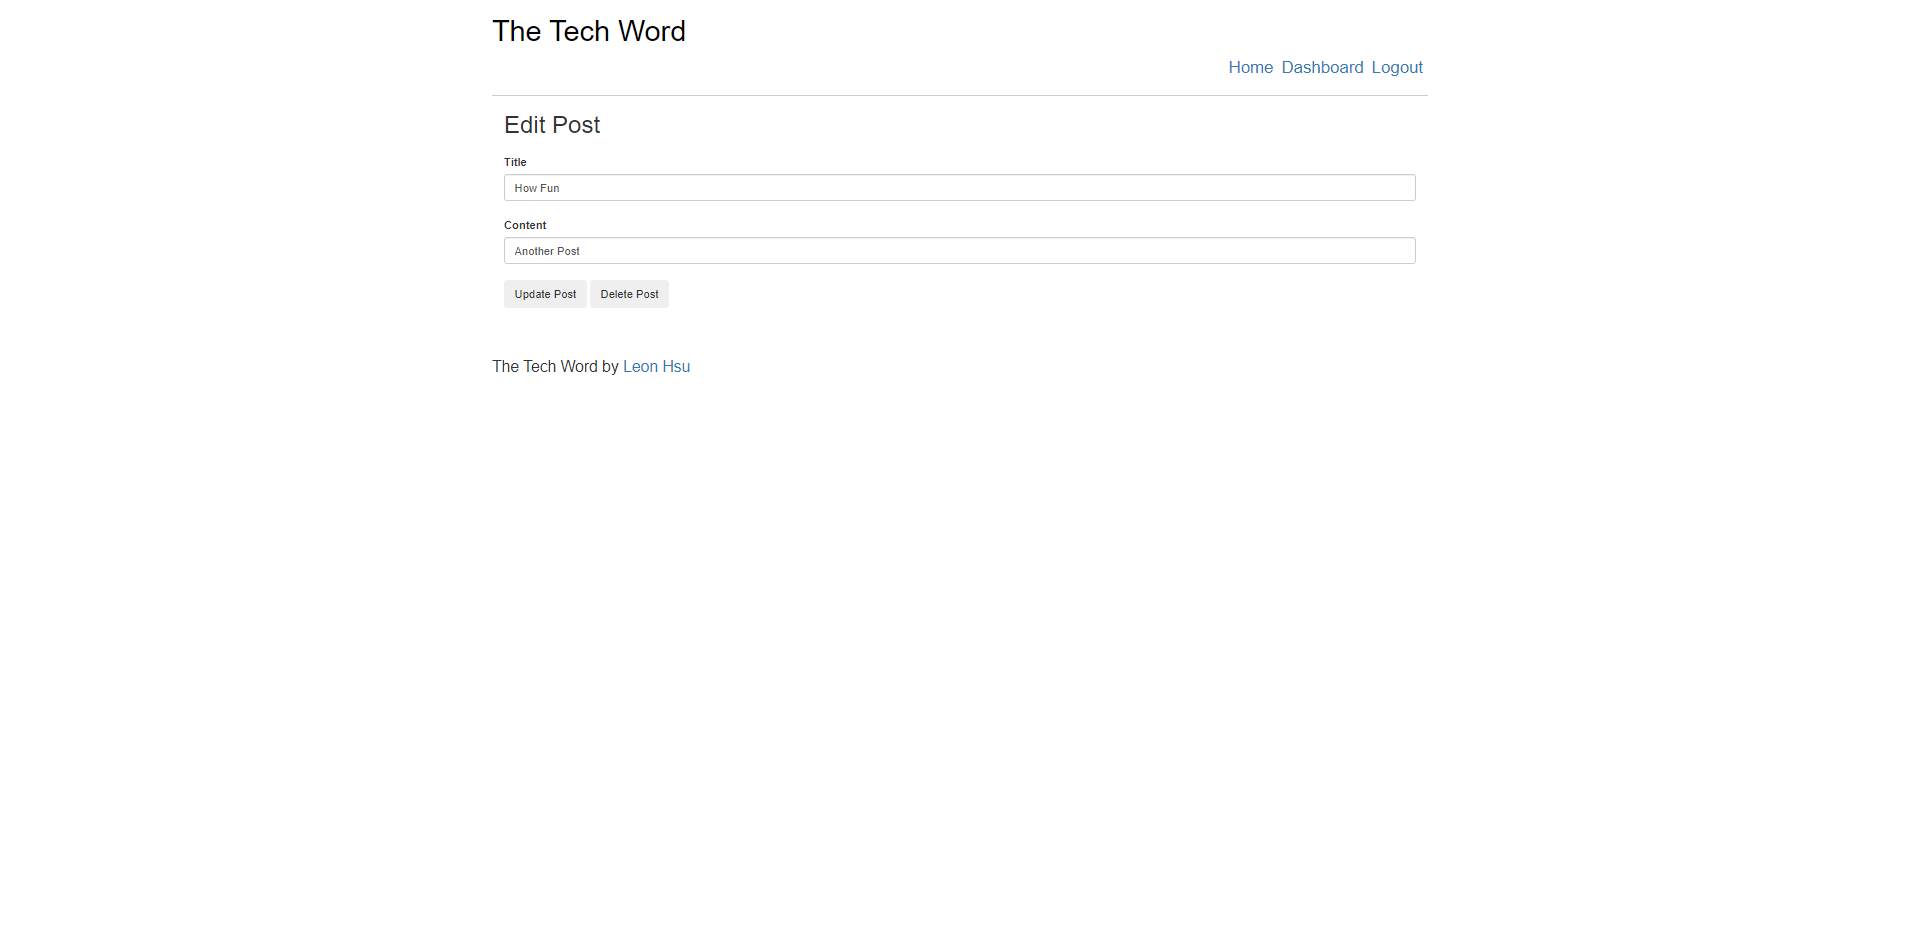 The Tech Word
Home Dashboard Logout
Edit Post
Title
How Fun
Content
Another Post
Update Post Delete Post
The Tech Word by Leon Hsu